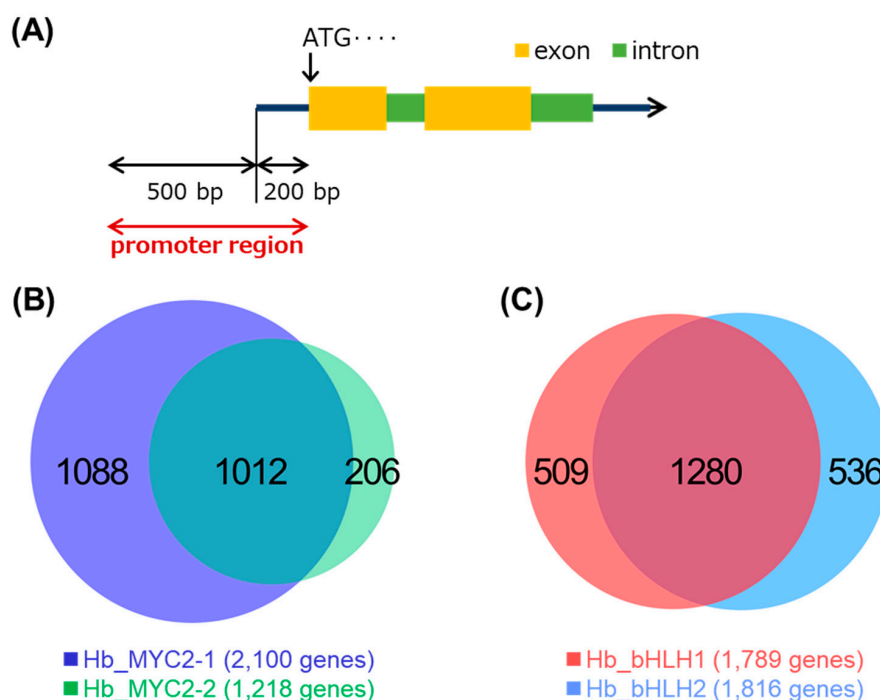 (A)
ATG····
exon intron
500 bp 200 bp
promoter region
(B) (C)
1088 1012 206 509 1280 536
Hb_MYC2-1 (2,100 genes) Hb_bHLH1 (1,789 genes)
Hb_MYC2-2 (1,218 genes) Hb_bHLH2 (1,816 genes)